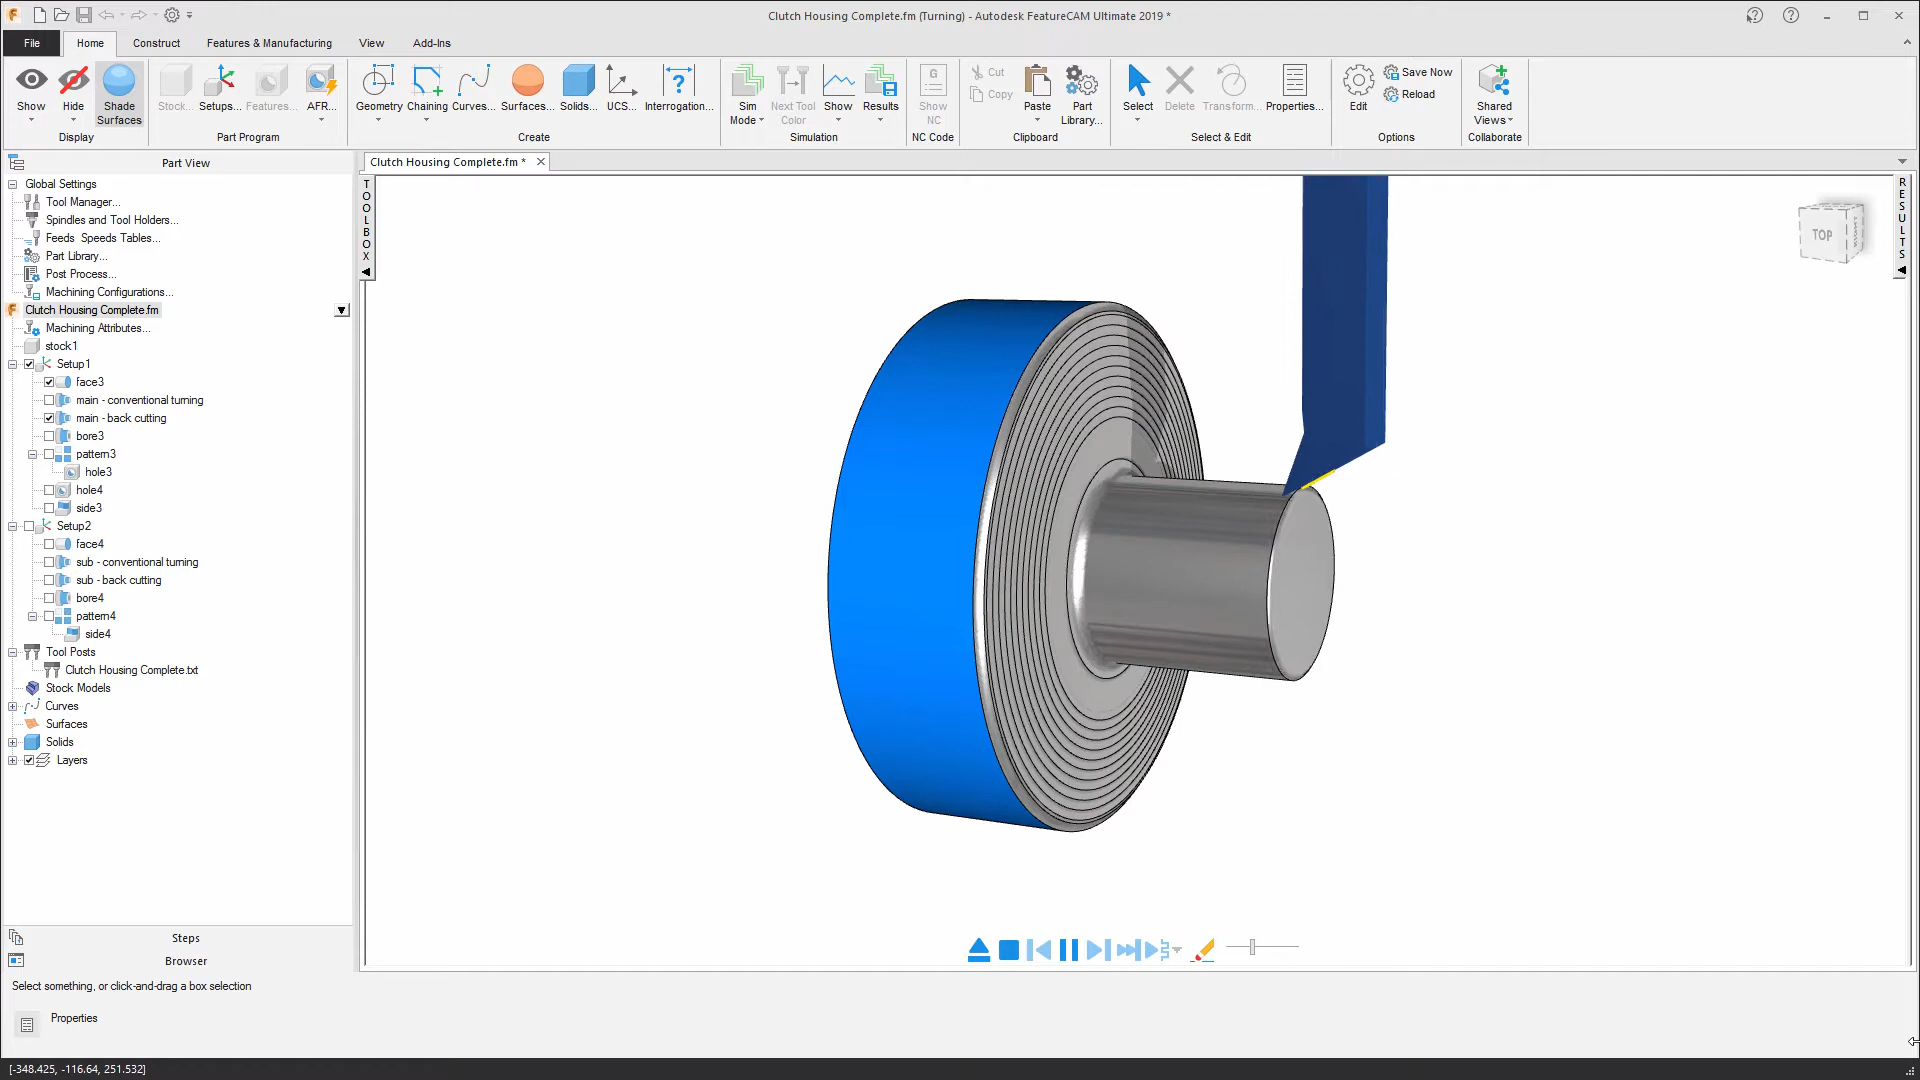 Clutch Housing Complete.fm (Turning) - Autodesk FeatureCAM Ultimate 2019 *
File
Home
Construct
Features & Manufacturing
View
Add-Ins
Show
Hide
Shade Surfaces
Display
Stock...
Setups...
Features...
AFR...
Part Program
Geometry
Chaining
Curves...
Surfaces...
Solids...
UCS...
Interrogation...
Create
Sim Mode
Next Tool Color
Show
Results
Simulation
G
Show NC
NC Code
Cut
Copy
Paste
Part Library...
Clipboard
Select
Delete
Transform...
Properties...
Select & Edit
Edit
Save Now
Reload
Options
Shared Views
Collaborate
Part View
Clutch Housing Complete.fm *
TOOLBOX
RESULTS
TOP
Global Settings
Tool Manager...
Spindles and Tool Holders...
Feeds Speeds Tables...
Part Library...
Post Process...
Machining Configurations...
Clutch Housing Complete.fm
Machining Attributes...
stock1
Setup1
face3
main - conventional turning
main - back cutting
bore3
pattern3
hole3
hole4
side3
Setup2
face4
sub - conventional turning
sub - back cutting
bore4
pattern4
side4
Tool Posts
Clutch Housing Complete.txt
Stock Models
Curves
Surfaces
Solids
Layers
Steps
Browser
Select something, or click-and-drag a box selection
Properties
[-348.425, -116.64, 251.532]